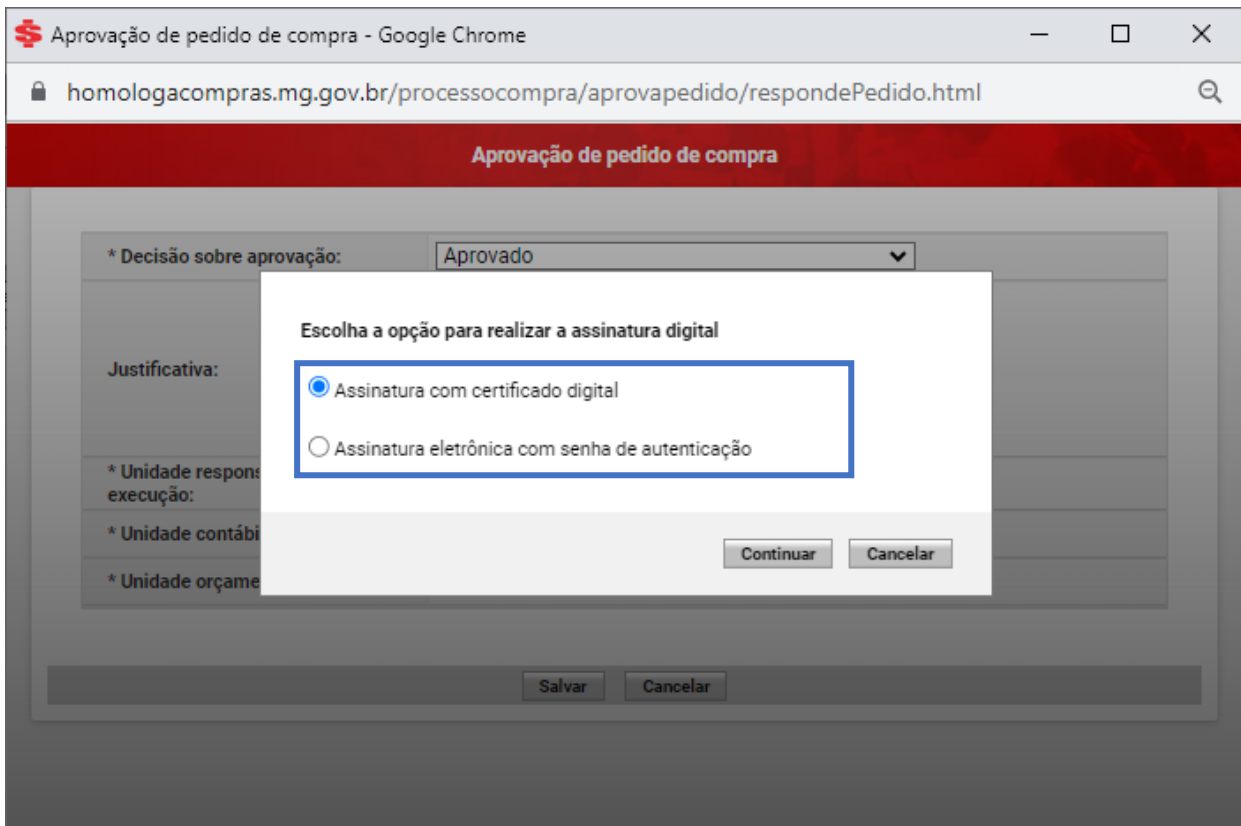 Aprovação de pedido de compra - Google Chrome
homologacompras.mg.gov.br/processocompra/aprovapedido/respondePedido.html
Aprovação de pedido de compra
* Decisão sobre aprovação: Aprovado
Escolha a opção para realizar a assinatura digital
Justificativa:
Assinatura com certificado digital
Assinatura eletrônica com senha de autenticação
* Unidade respons
execução:
* Unidade contábi
Continuar Cancelar
* Unidade orçame
Salvar Cancelar